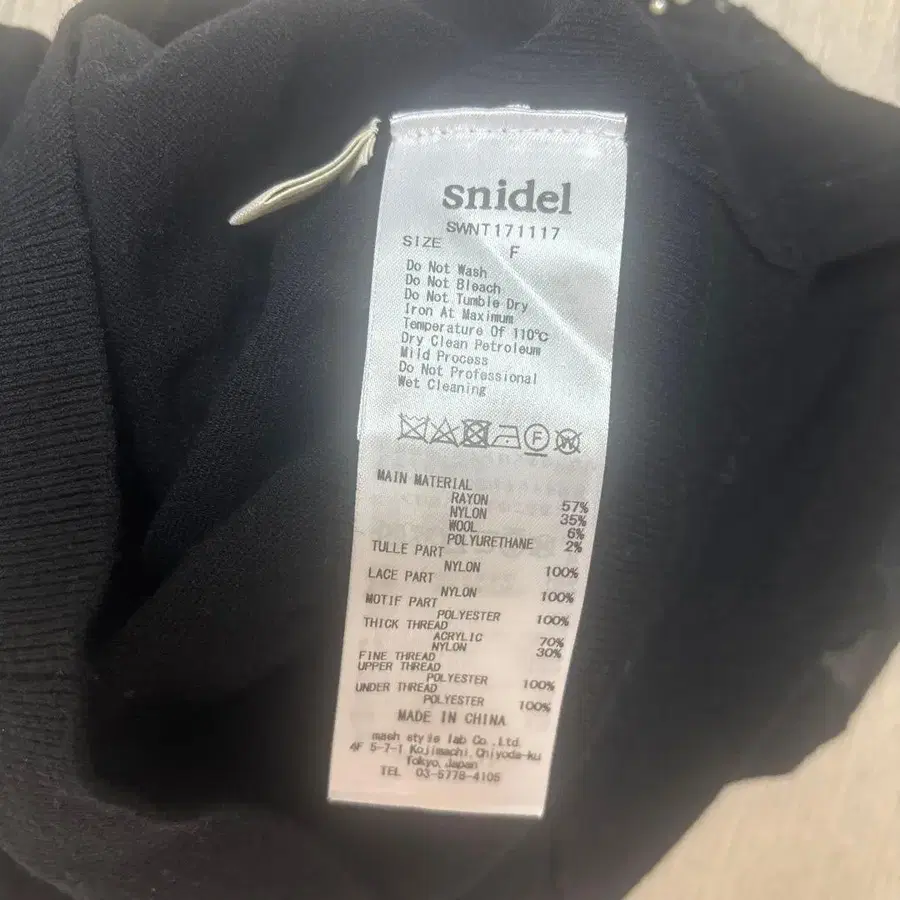 snidel
SWNT171117
SIZE F
Do Not Wash
Do Not Bleach
Do Not Tumble Dry
Iron At Maximum
Temperature Of 110℃
Dry Clean Petroleum
Mild Process
Do Not Professional
Wet Cleaning
F W
MAIN MATERIAL
RAYON 57%
NYLON 35%
WOOL 6%
POLYURETHANE 2%
TULLE PART
NYLON 100%
LACE PART
NYLON 100%
MOTIF PART
POLYESTER 100%
THICK THREAD
ACRYLIC 70%
NYLON 30%
FINE THREAD
UPPER THREAD
POLYESTER 100%
UNDER THREAD
POLYESTER 100%
MADE IN CHINA
mash style lab Co.,Ltd.
4F 5-7-1 Kojimachi,Chiyoda-ku
Tokyo,Japan
TEL 03-5778-4105